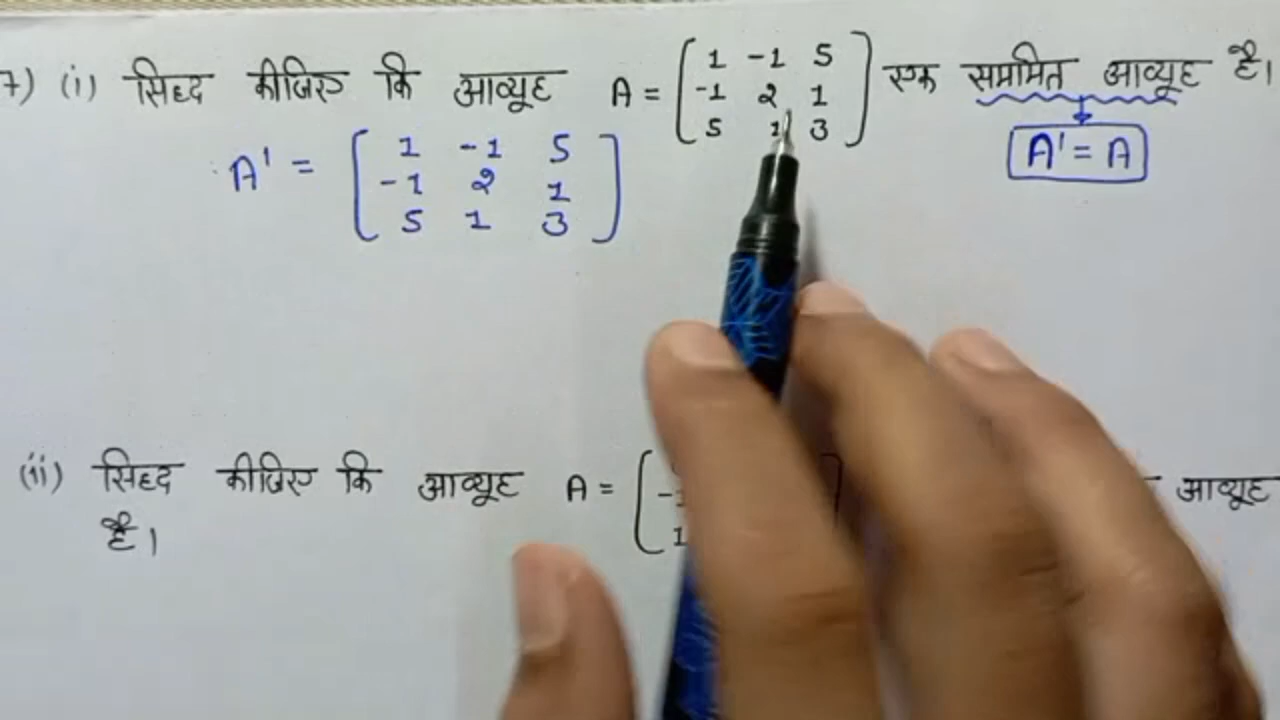 7) (i) सिद्ध कीजिए कि आव्यूह A = [1 -1 5 एक सममित आव्यूह है।
-1 2 1
5 1 3]
A' = A
A' = [1 -1 5
-1 2 1
5 1 3]
(ii) सिद्ध कीजिए कि आव्यूह A = [ आव्यूह
है।